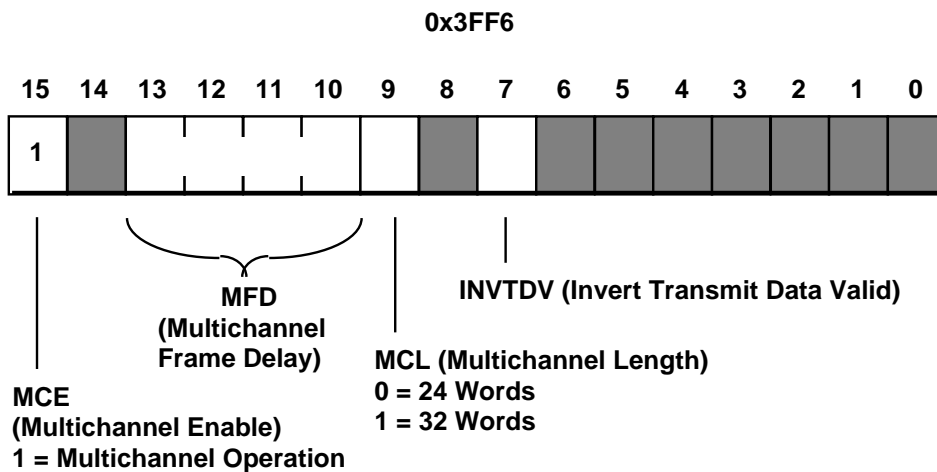 0x3FF6
15 14 13 12 11 10 9 8 7 6 5 4 3 2 1 0
1
INVTDV (Invert Transmit Data Valid)
MFD
(Multichannel
Frame Delay)
MCL (Multichannel Length)
0 = 24 Words
1 = 32 Words
MCE
(Multichannel Enable)
1 = Multichannel Operation